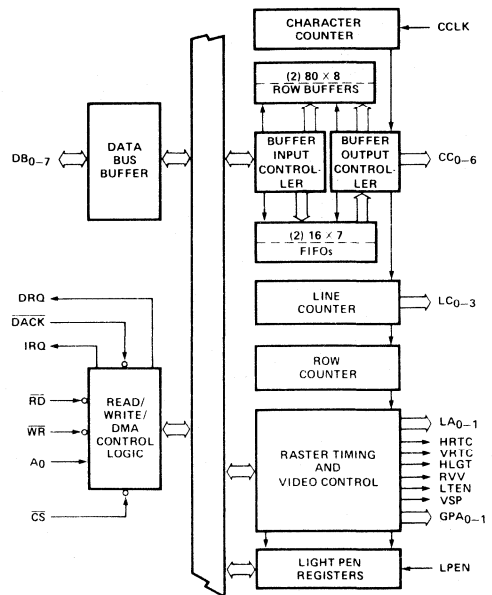 CHARACTER
COUNTER
CCLK
(2) 80 X 8
ROW BUFFERS
DB0-7
DATA
BUS
BUFFER
BUFFER
INPUT
CONTROL-
LER
BUFFER
OUTPUT
CONTROL-
LER
CC0-6
(2) 16 X 7
FIFOs
DRQ
DACK
IRQ
LINE
COUNTER
LC0-3
ROW
COUNTER
RD
WR
A0
CS
READ/
WRITE/
DMA
CONTROL
LOGIC
RASTER TIMING
AND
VIDEO CONTROL
LA0-1
HRTC
VRTC
HLGT
RVV
LTEN
VSP
GPA0-1
LIGHT PEN
REGISTERS
LPEN